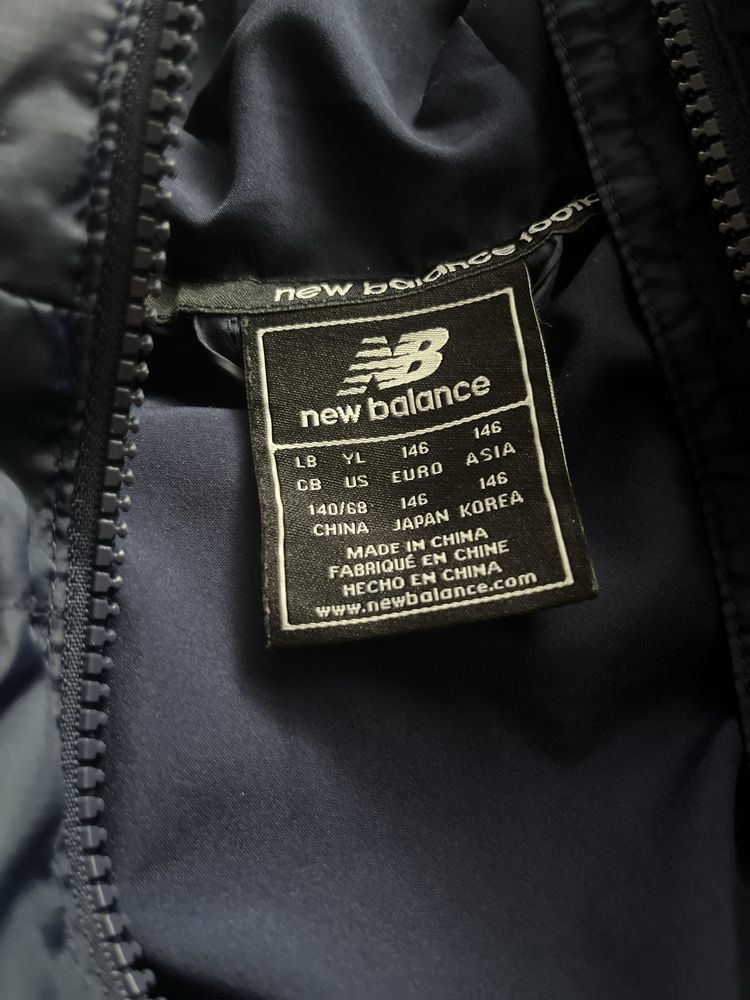 new balance foot
NB
new balance
LB YL 146 146
GB US EURO ASIA
140/68 146 146
CHINA JAPAN KOREA
MADE IN CHINA
FABRIQUÉ EN CHINE
HECHO EN CHINA
www.newbalance.com